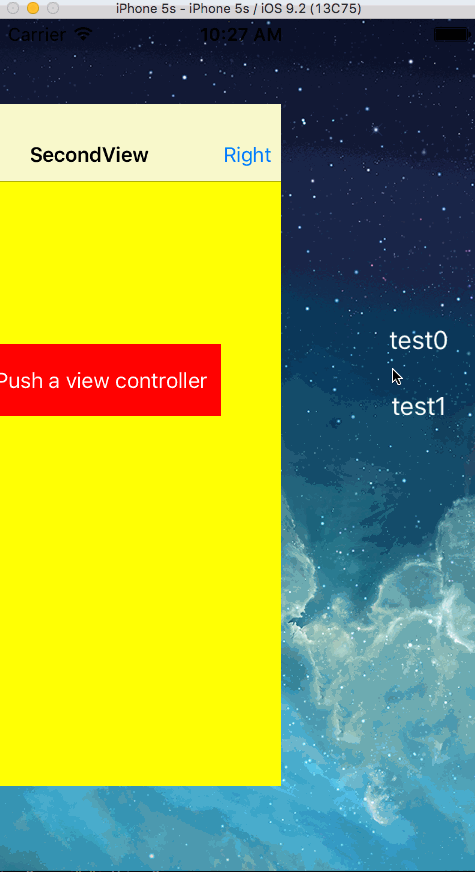 iPhone 5s - iPhone 5s / iOS 9.2 (13C75)
Carrier 10:27 AM
SecondView Right
test0
Push a view controller
test1